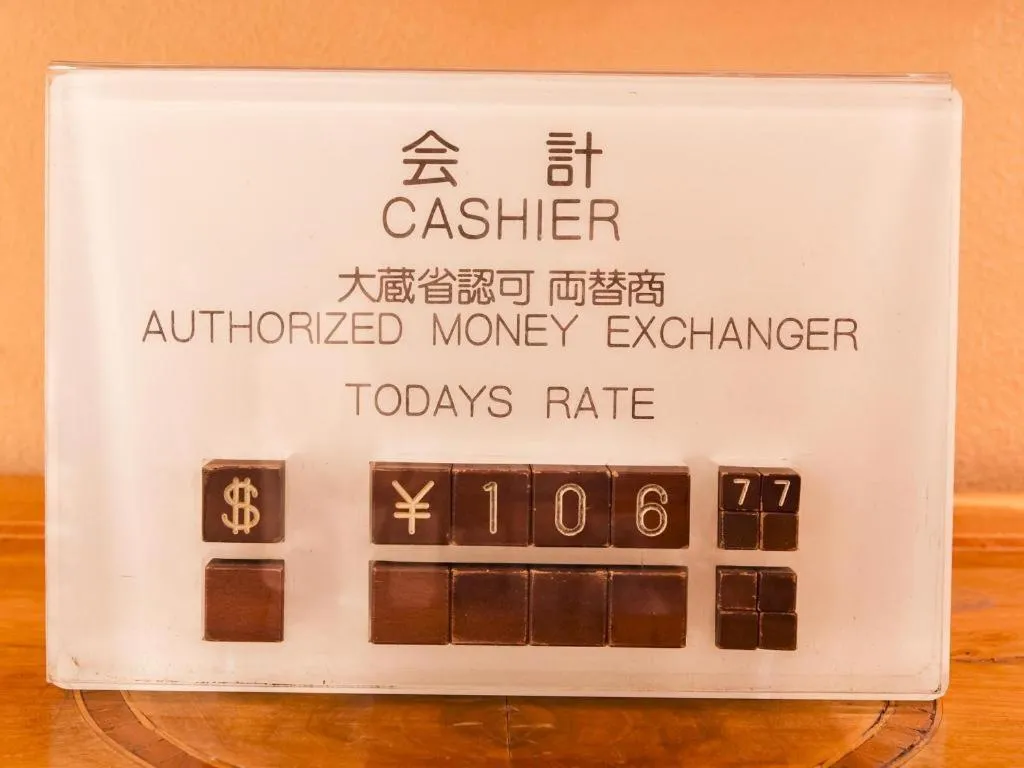 会 計
CASHIER
大蔵省認可 両替商
AUTHORIZED MONEY EXCHANGER
TODAYS RATE
$ ¥106 77